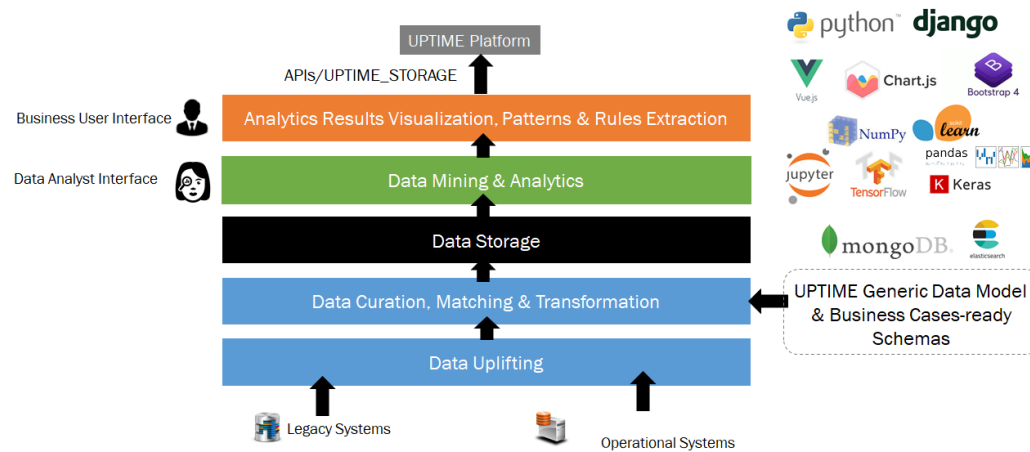 UPTIME Platform
APIs/UPTIME_STORAGE
Business User Interface
Analytics Results Visualization, Patterns & Rules Extraction
Data Analyst Interface
Data Mining & Analytics
Data Storage
Data Curation, Matching & Transformation
Data Uplifting
Legacy Systems
Operational Systems
python™
django
Vue.js
Chart.js
B
Bootstrap 4
NumPy
learn
jupyter
TensorFlow
pandas
K Keras
mongoDB®
elasticsearch
UPTIME Generic Data Model
& Business Cases-ready
Schemas